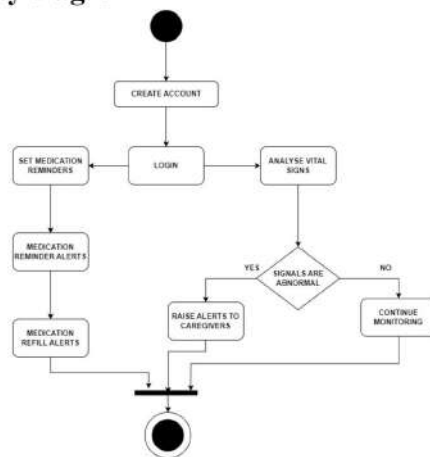 CREATE ACCOUNT
SET MEDICATION
REMINDERS
LOGIN
ANALYSE VITAL
SIGNS
MEDICATION
REMINDER ALERTS
YES
SIGNALS ARE
ABNORMAL
NO
RAISE ALERTS TO
CAREGIVERS
CONTINUE
MONITORING
MEDICATION
REFILL ALERTS